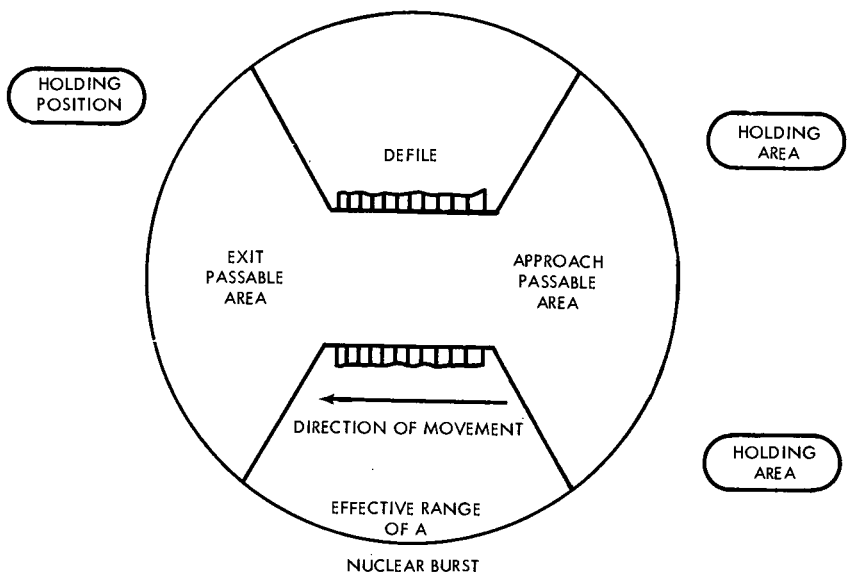 HOLDING
POSITION
HOLDING
AREA
DEFILE
EXIT
PASSABLE
AREA
APPROACH
PASSABLE
AREA
DIRECTION OF MOVEMENT
HOLDING
AREA
EFFECTIVE RANGE
OF A
NUCLEAR BURST